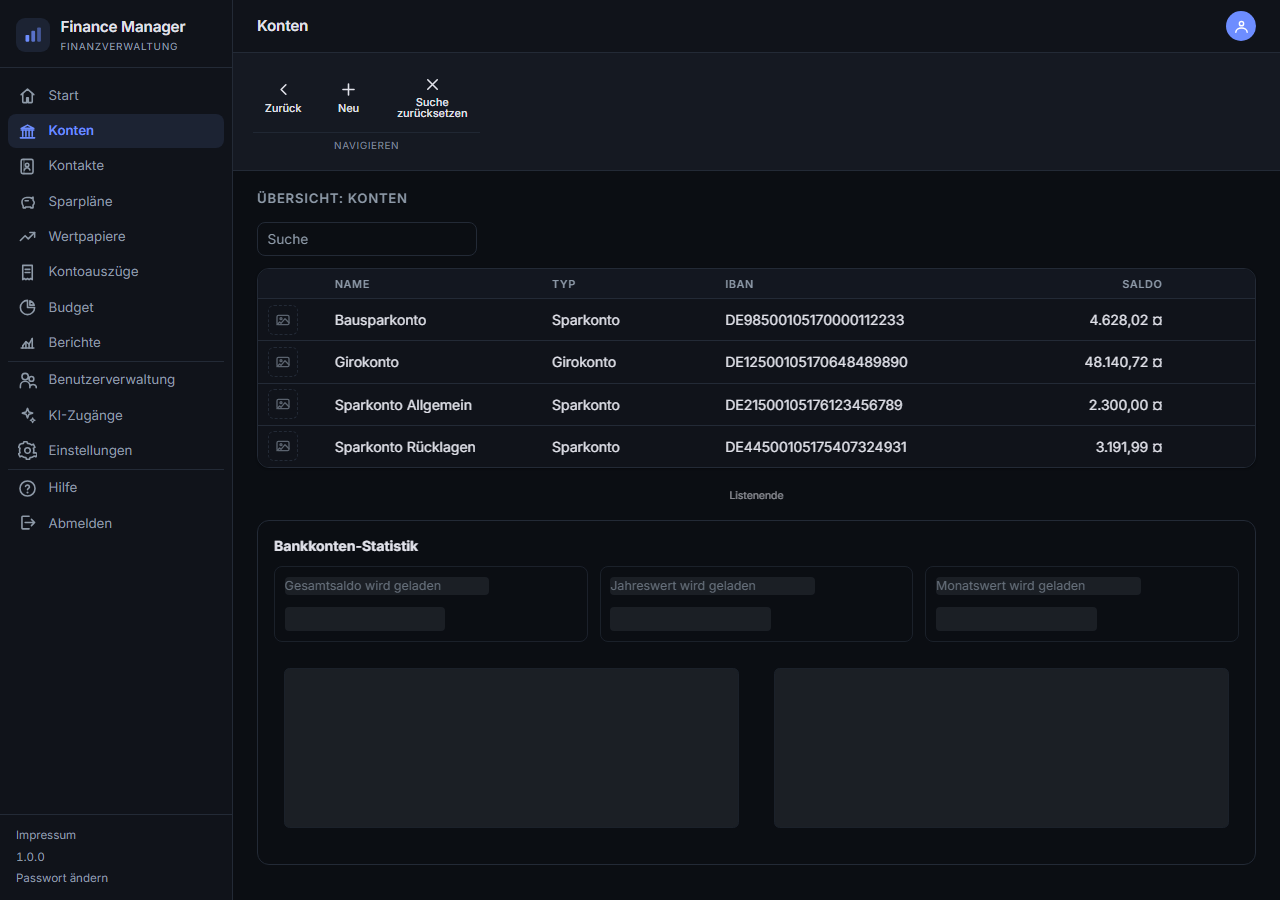 Finance Manager
FINANZVERWALTUNG
Start
Konten
Kontakte
Sparpläne
Wertpapiere
Kontoauszüge
Budget
Berichte
Benutzerverwaltung
KI-Zugänge
Einstellungen
Hilfe
Abmelden
Impressum
1.0.0
Passwort ändern
Konten
Zurück
Neu
Suche
zurücksetzen
NAVIGIEREN
ÜBERSICHT: KONTEN
Suche
NAME TYP IBAN SALDO
Bausparkonto Sparkonto DE98500105170000112233 4.628,02 ¤
Girokonto Girokonto DE12500105170648489890 48.140,72 ¤
Sparkonto Allgemein Sparkonto DE21500105176123456789 2.300,00 ¤
Sparkonto Rücklagen Sparkonto DE44500105175407324931 3.191,99 ¤
Listenende
Bankkonten-Statistik
Gesamtsaldo wird geladen
Jahreswert wird geladen
Monatswert wird geladen